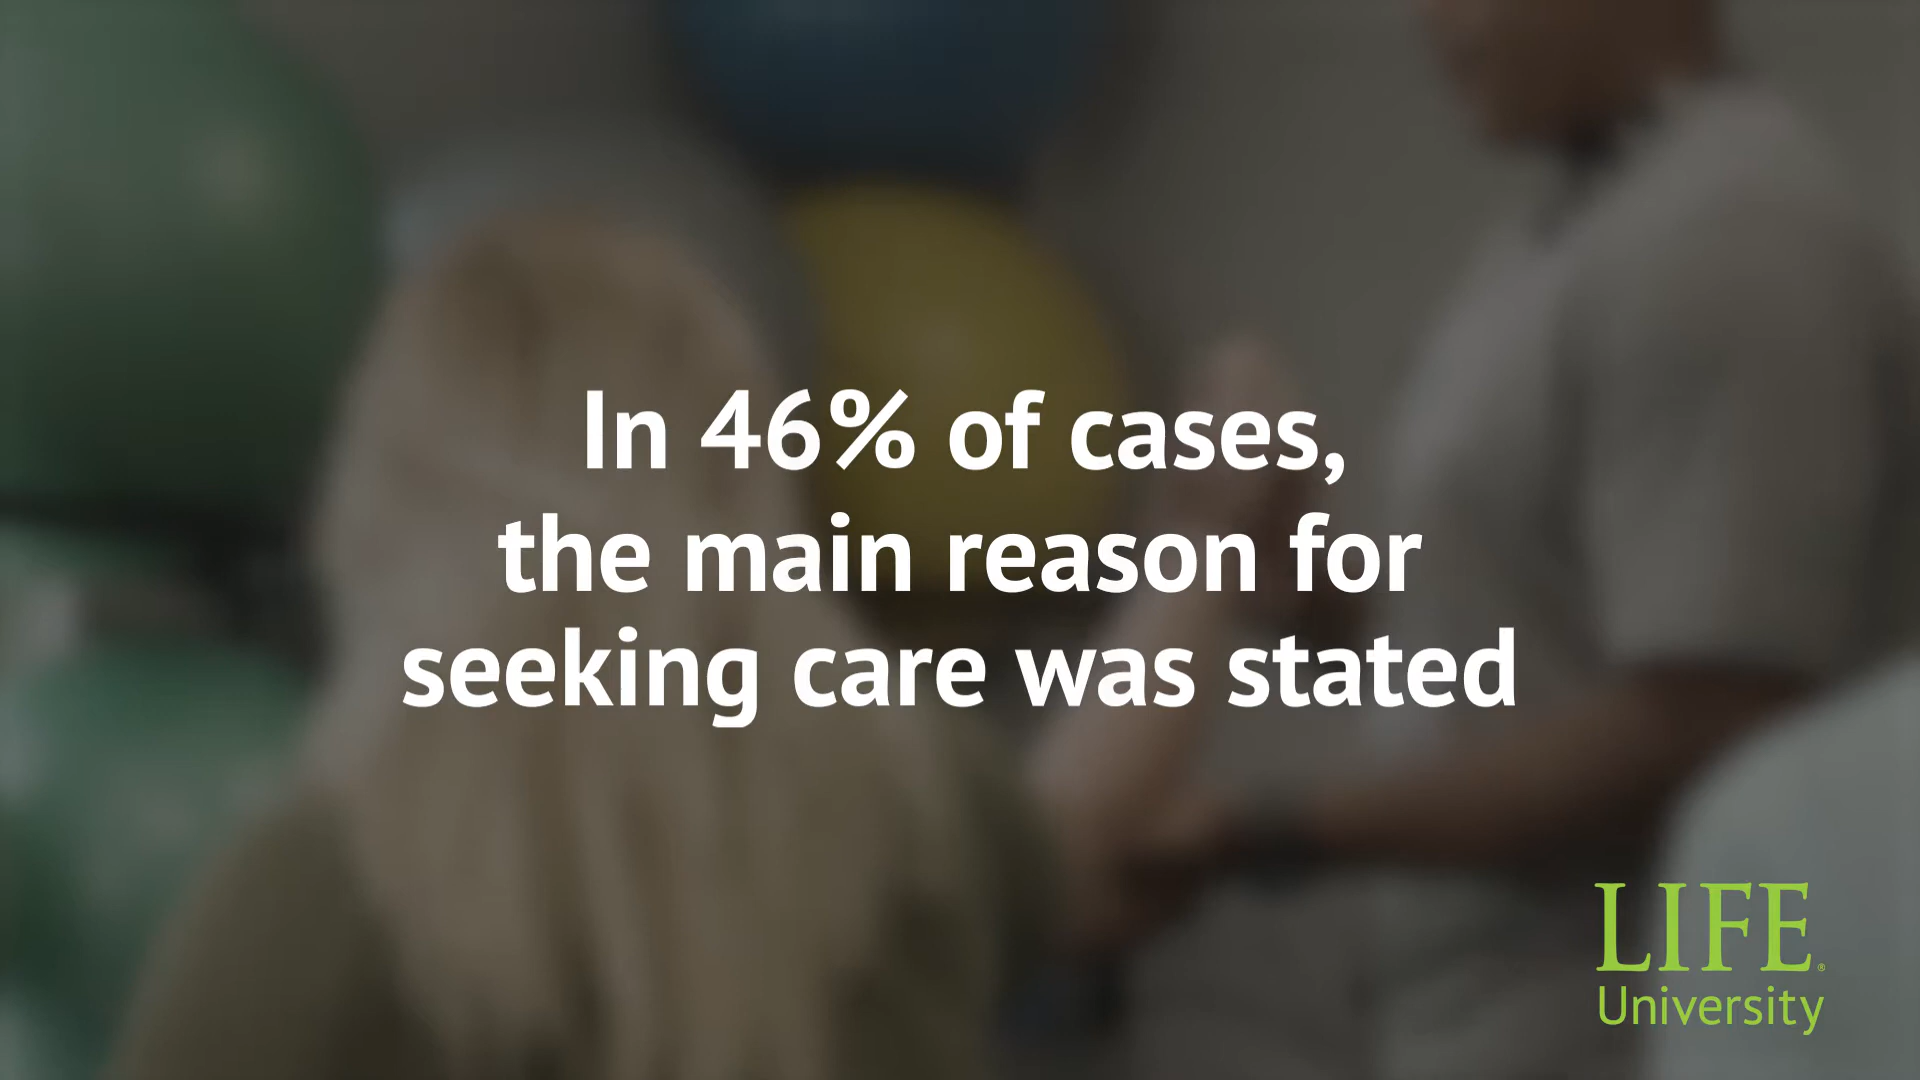 In 46% of cases,
the main reason for
seeking care was stated
LIFE®
University